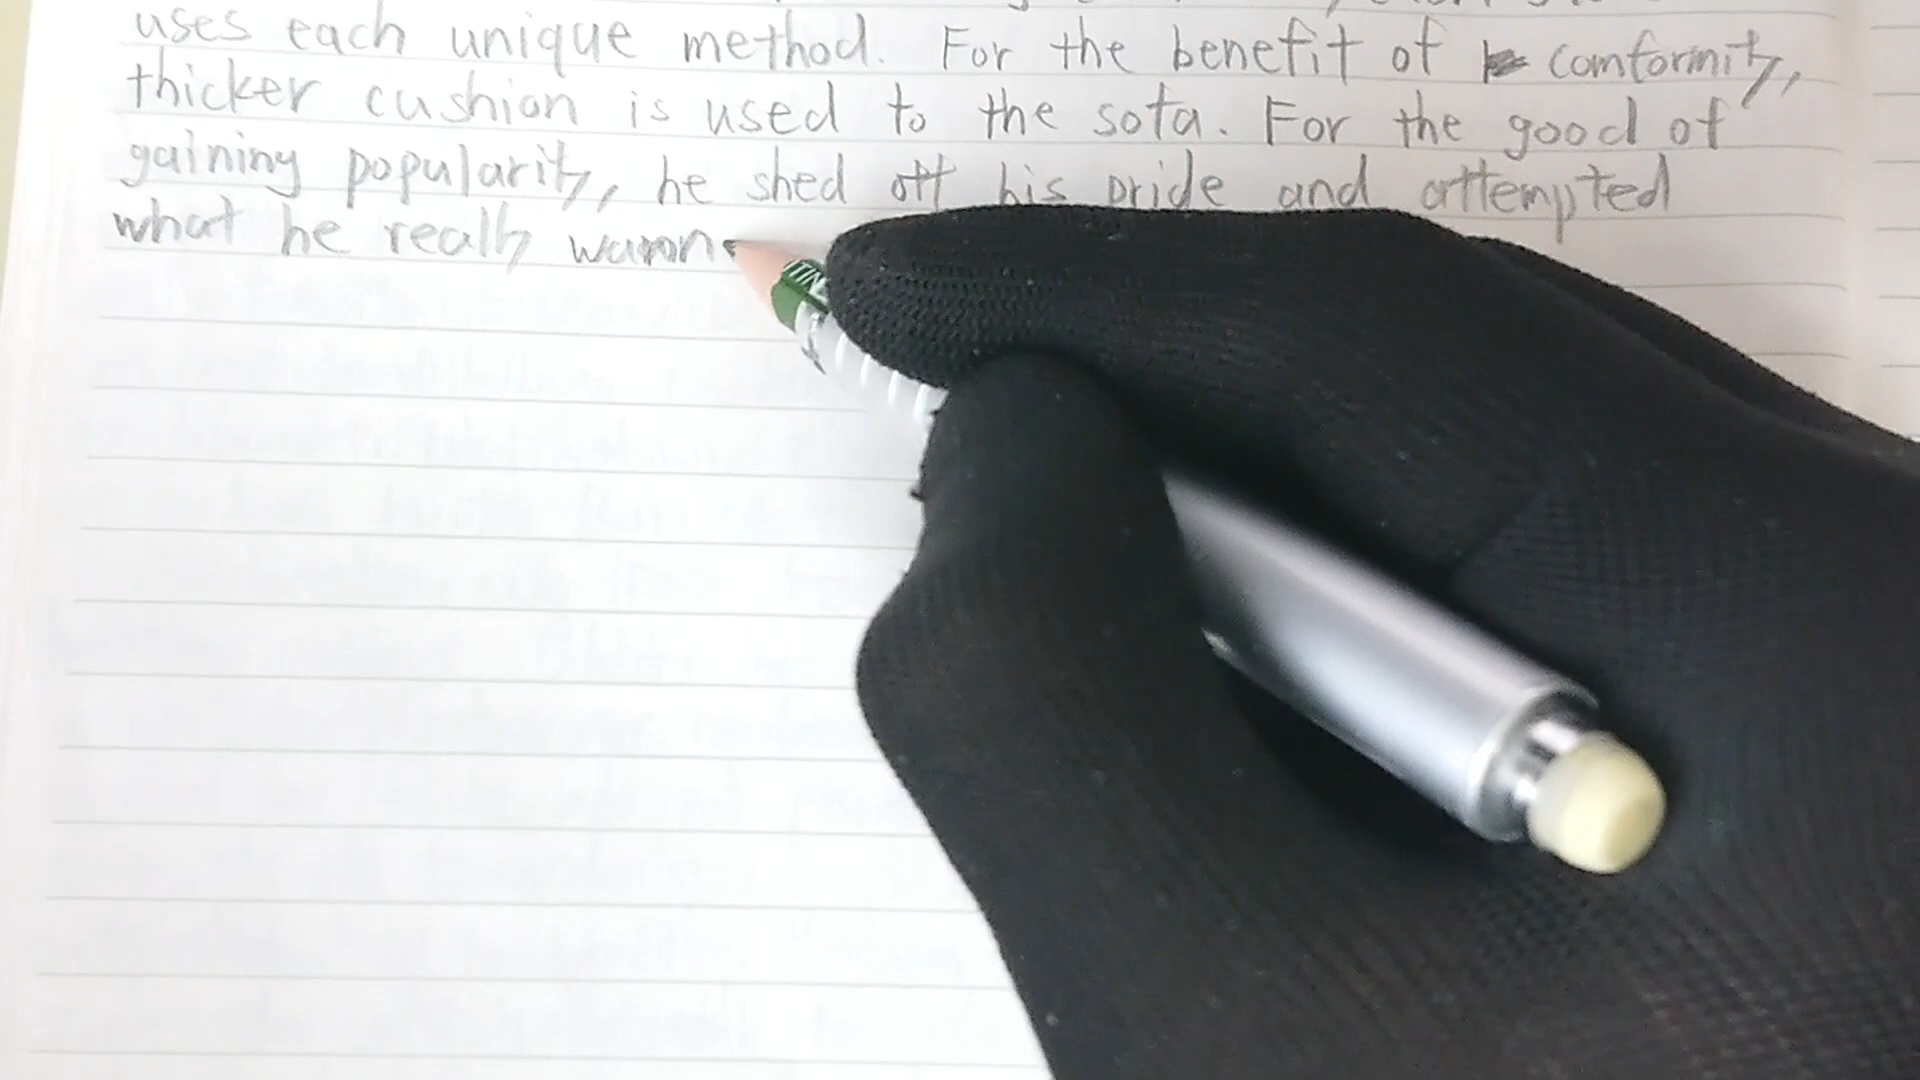 uses each unique method. For the benefit of comformity,
thicker cushion is used to the sofa. For the good of
gaining popularity, he shed off his pride and attempted
what he really